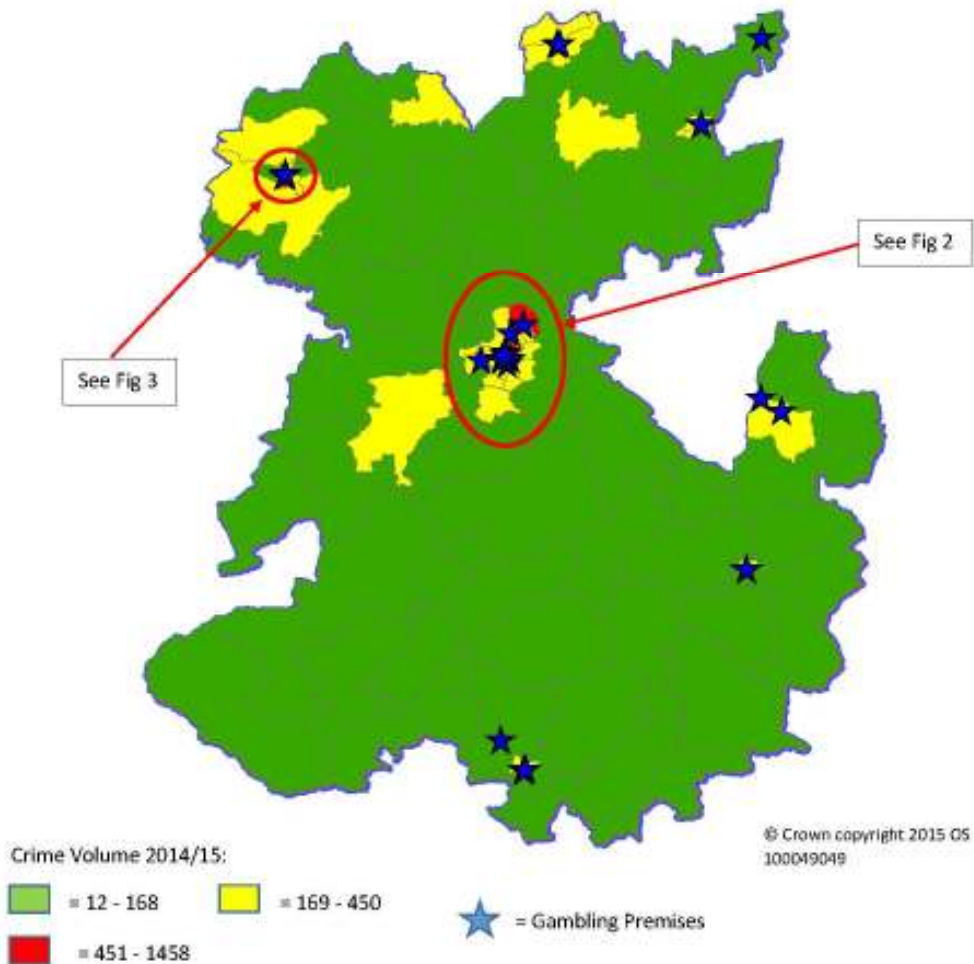 See Fig 2
See Fig 3
© Crown copyright 2015 OS
100049049
Crime Volume 2014/15:
= 12 - 168
= 169 - 450
= Gambling Premises
= 451 - 1458